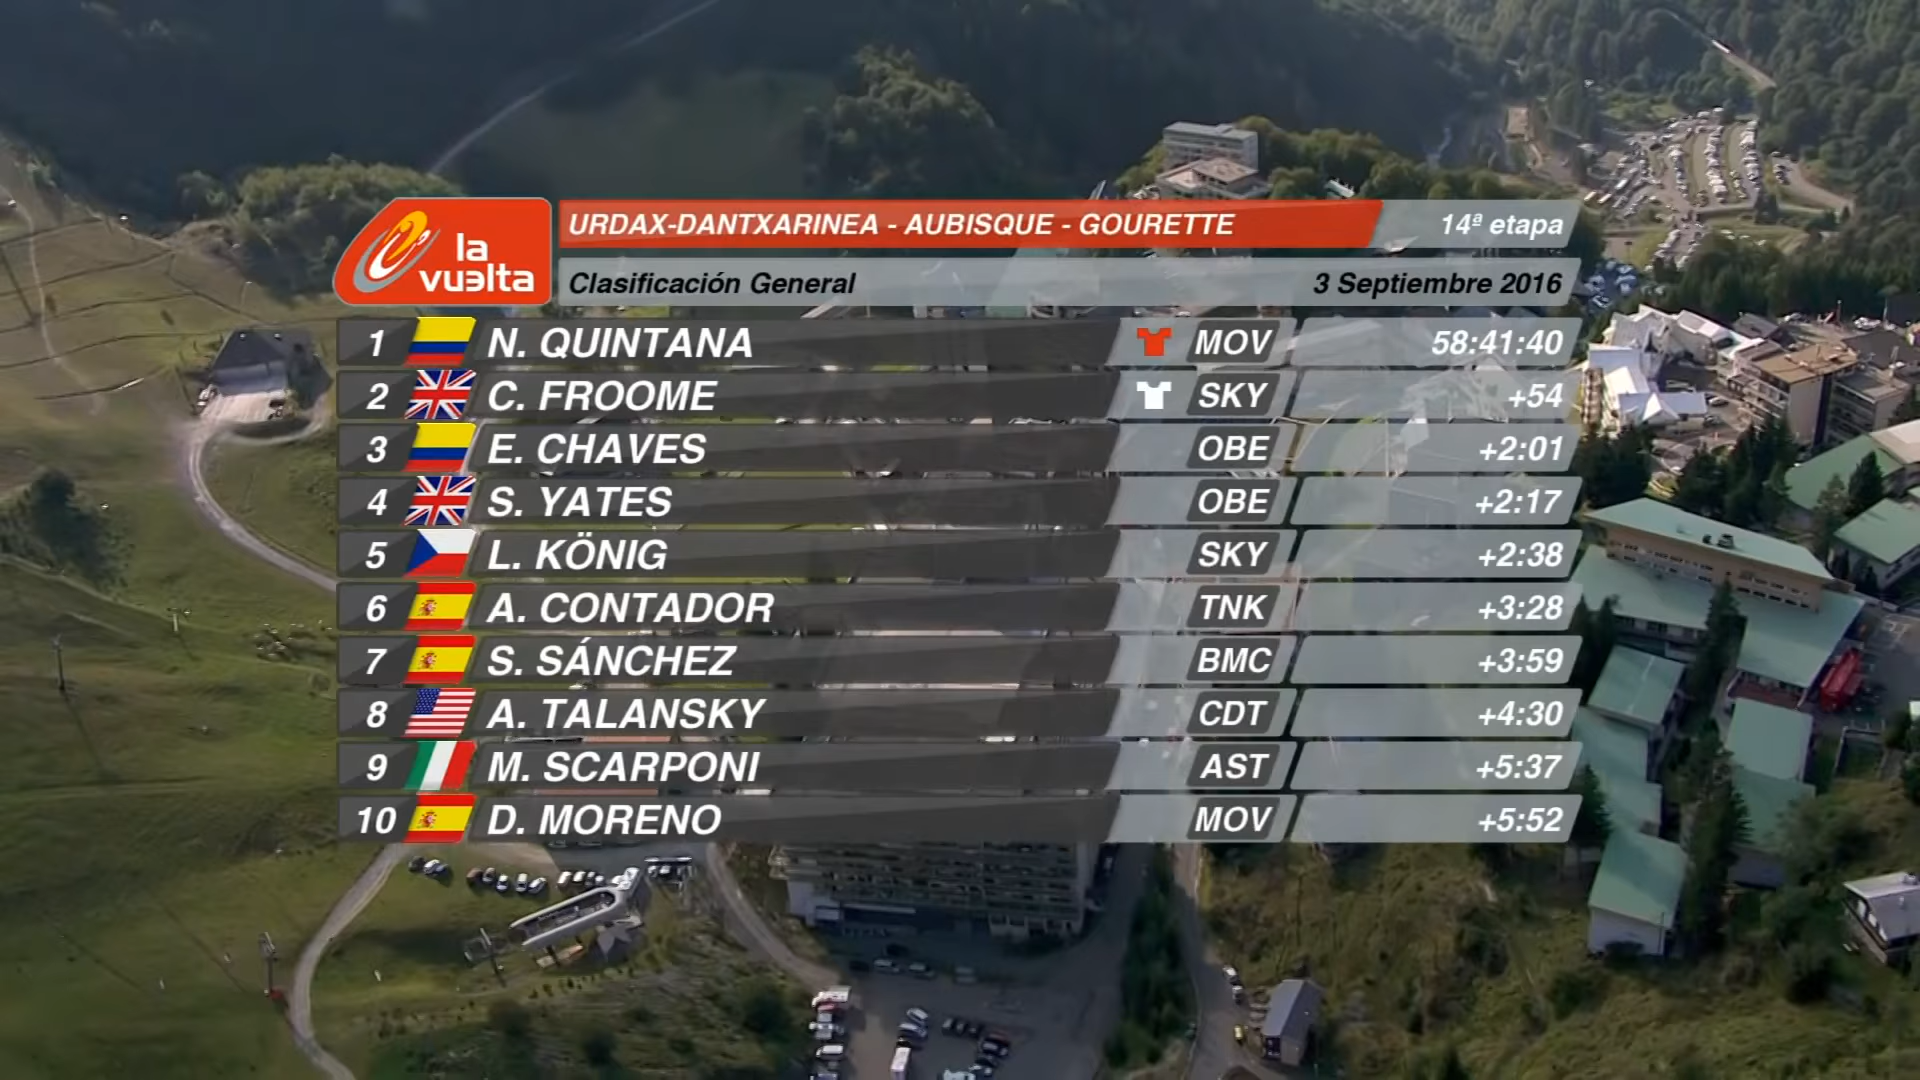 la vuelta
URDAX-DANTXARINEA - AUBISQUE - GOURETTE 14ª etapa
Clasificación General 3 Septiembre 2016
1 N. QUINTANA MOV 58:41:40
2 C. FROOME SKY +54
3 E. CHAVES OBE +2:01
4 S. YATES OBE +2:17
5 L. KÖNIG SKY +2:38
6 A. CONTADOR TNK +3:28
7 S. SÁNCHEZ BMC +3:59
8 A. TALANSKY CDT +4:30
9 M. SCARPONI AST +5:37
10 D. MORENO MOV +5:52